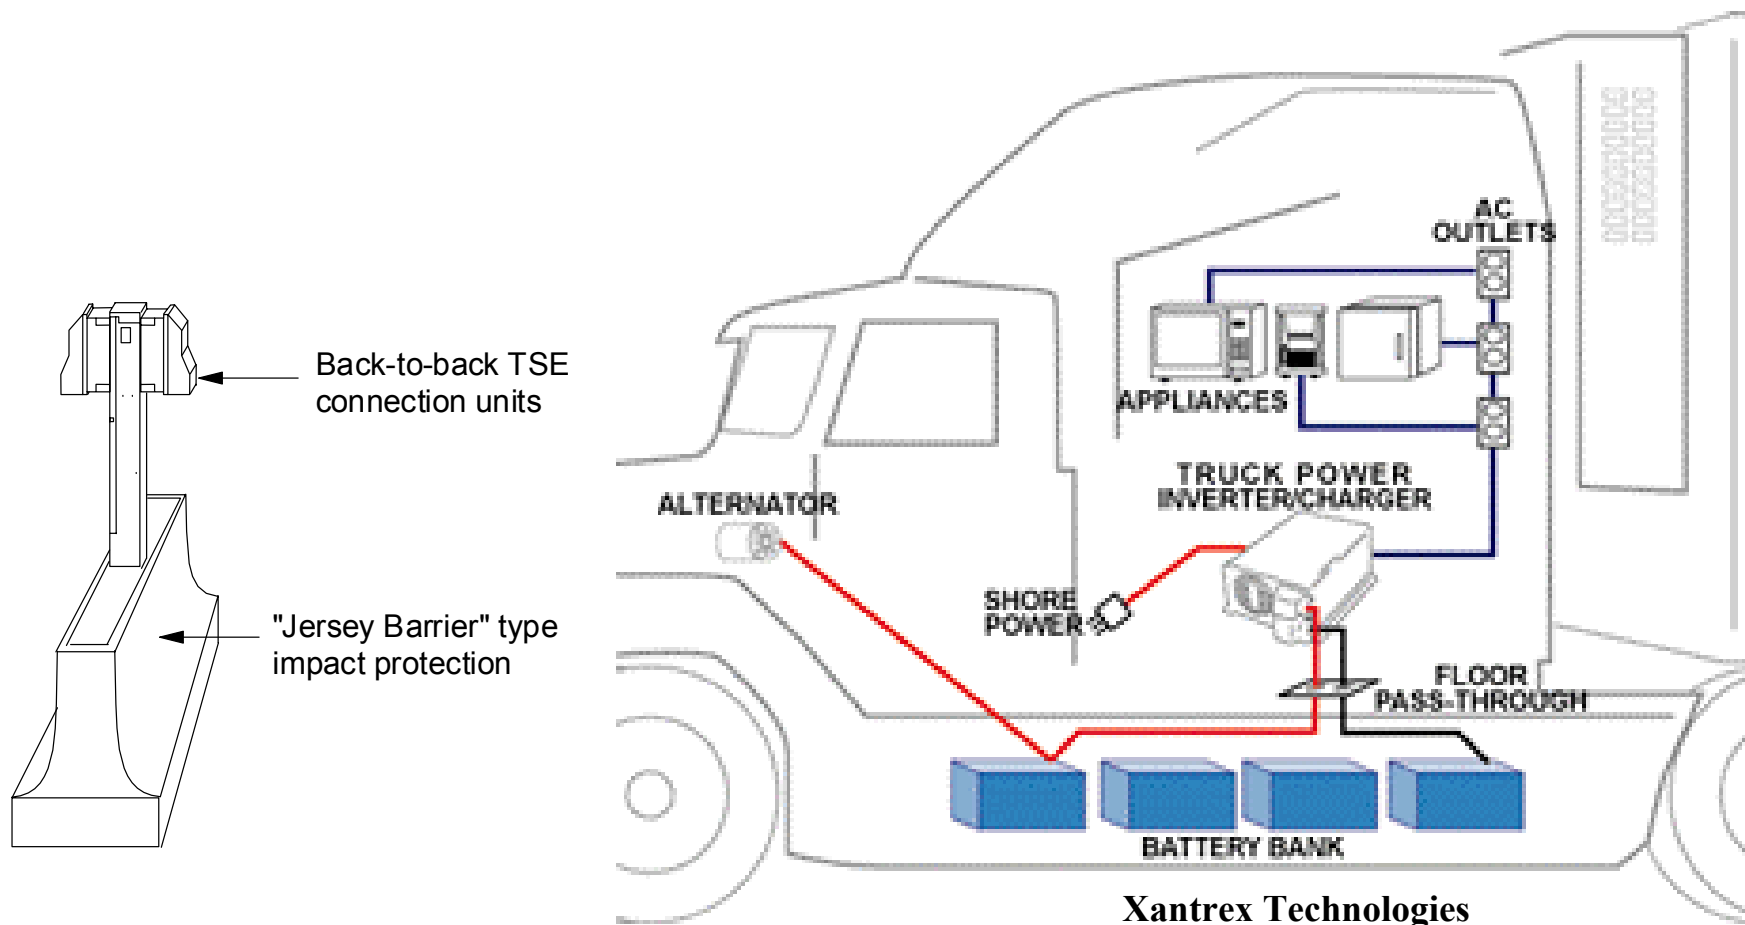 Back-to-back TSE
connection units
"Jersey Barrier" type
impact protection
AC
OUTLETS
APPLIANCES
TRUCK POWER
INVERTER/CHARGER
ALTERNATOR
SHORE
POWER
FLOOR
PASS-THROUGH
BATTERY BANK
Xantrex Technologies